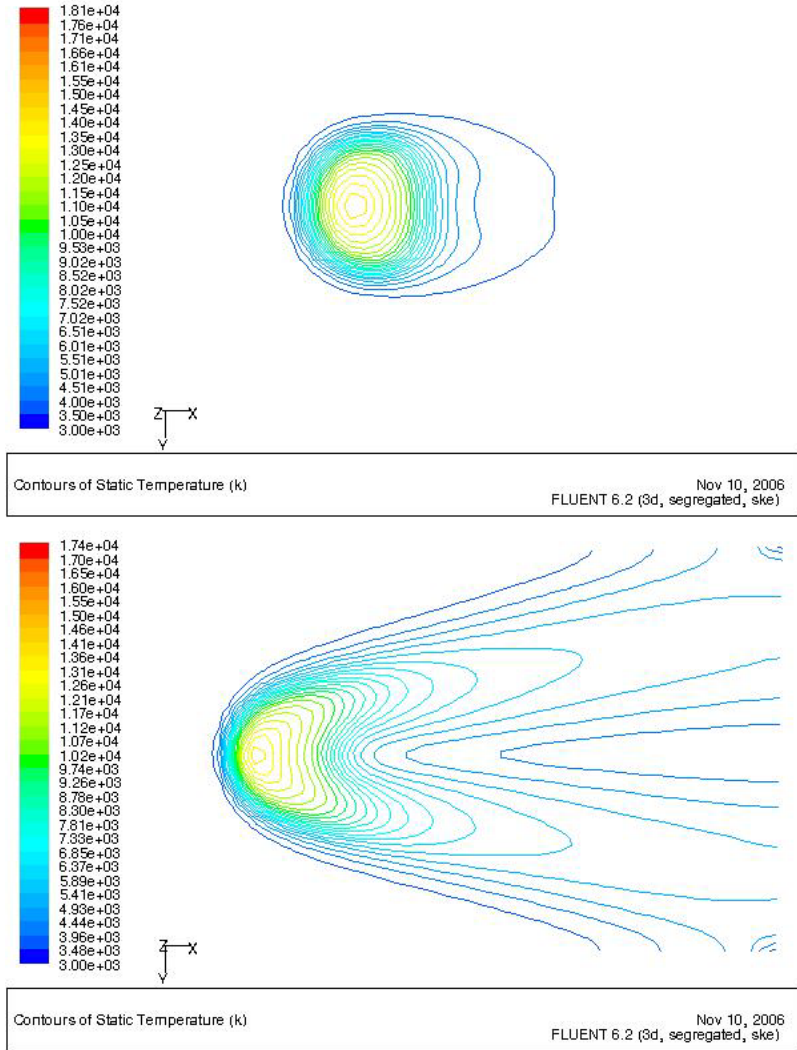 1.81e+04
1.76e+04
1.71e+04
1.66e+04
1.61e+04
1.55e+04
1.50e+04
1.45e+04
1.40e+04
1.35e+04
1.30e+04
1.25e+04
1.20e+04
1.15e+04
1.10e+04
1.05e+04
1.00e+04
9.53e+03
9.02e+03
8.52e+03
8.02e+03
7.52e+03
7.02e+03
6.51e+03
6.01e+03
5.51e+03
5.01e+03
4.51e+03
4.00e+03
3.50e+03
3.00e+03
Z X
Y
Contours of Static Temperature (k)
Nov 10, 2006
FLUENT 6.2 (3d, segregated, ske)
1.74e+04
1.70e+04
1.65e+04
1.60e+04
1.55e+04
1.50e+04
1.46e+04
1.41e+04
1.36e+04
1.31e+04
1.26e+04
1.22e+04
1.17e+04
1.12e+04
1.07e+04
1.02e+04
9.74e+03
9.26e+03
8.78e+03
8.30e+03
7.81e+03
7.33e+03
6.85e+03
6.37e+03
5.89e+03
5.41e+03
4.93e+03
4.44e+03
3.96e+03
3.48e+03
3.00e+03
Z X
Y
Contours of Static Temperature (k)
Nov 10, 2006
FLUENT 6.2 (3d, segregated, ske)